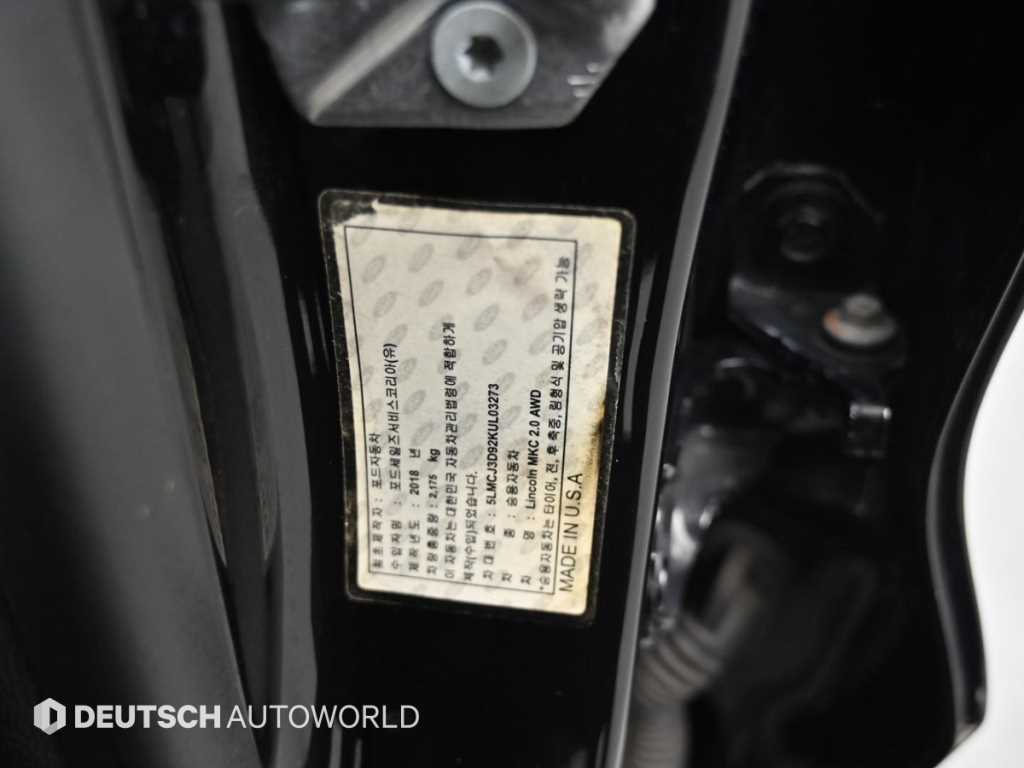 최초제작자 : 포드자동차
수입자명 : 포드세일즈서비스코리아(유)
제작년도 : 2018 년
차량총중량 : 2,175 kg
이 자동차는 대한민국 자동차관리법령에 적합하게
제작(수입)되었습니다.
차대번호 : 5LMCJ3D92KUL03273
차 종 : 승용자동차
차 명 : Lincoln MKC 2.0 AWD
*승용자동차는 타이어, 전, 후 축중, 림형식 및 공기압 생략 가능
MADE IN U.S.A
DEUTSCH AUTOWORLD